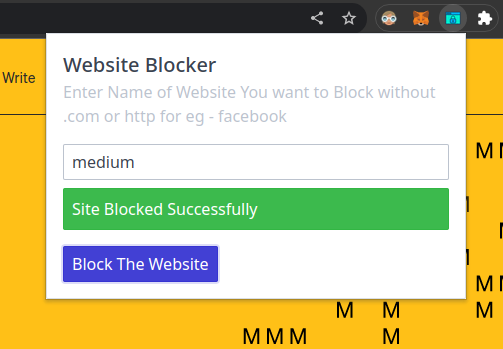 Website Blocker
Write
Enter Name of Website You want to Block without
.com or http for eg - facebook
M M
medium
Site Blocked Successfully
Block The Website
M M
M M M
M M M M